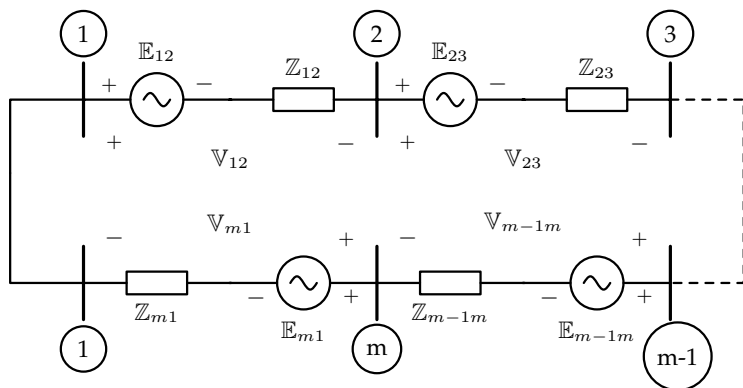 1 2 3
𝔼12 𝔼23
ℤ12 ℤ23
+ − + −
+ − + −
𝕍12 𝕍23
𝕍m1 𝕍m−1m
− + − +
− + − +
ℤm1 ℤm−1m
𝔼m1 𝔼m−1m
1 m m-1